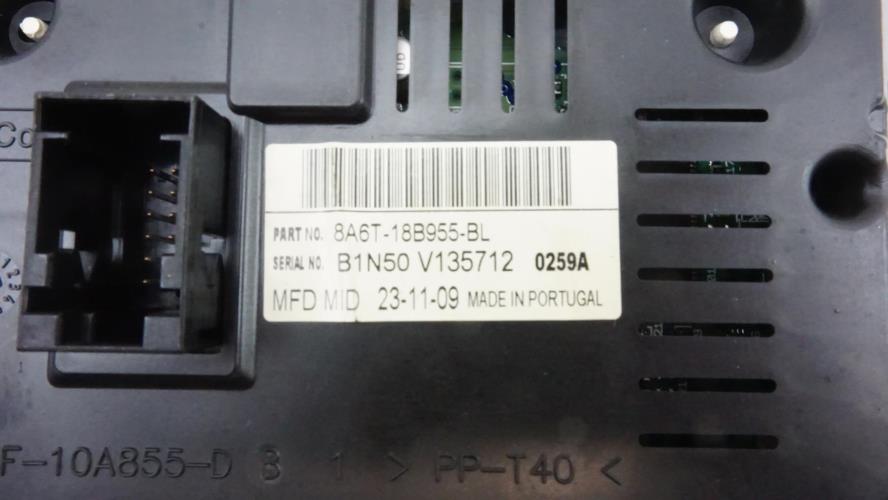 Co
PART NO. 8A6T-18B955-BL
SERIAL NO. B1N50 V135712 0259A
MFD MID 23-11-09 MADE IN PORTUGAL
F-10A855-D B 1 > PP-T40 <